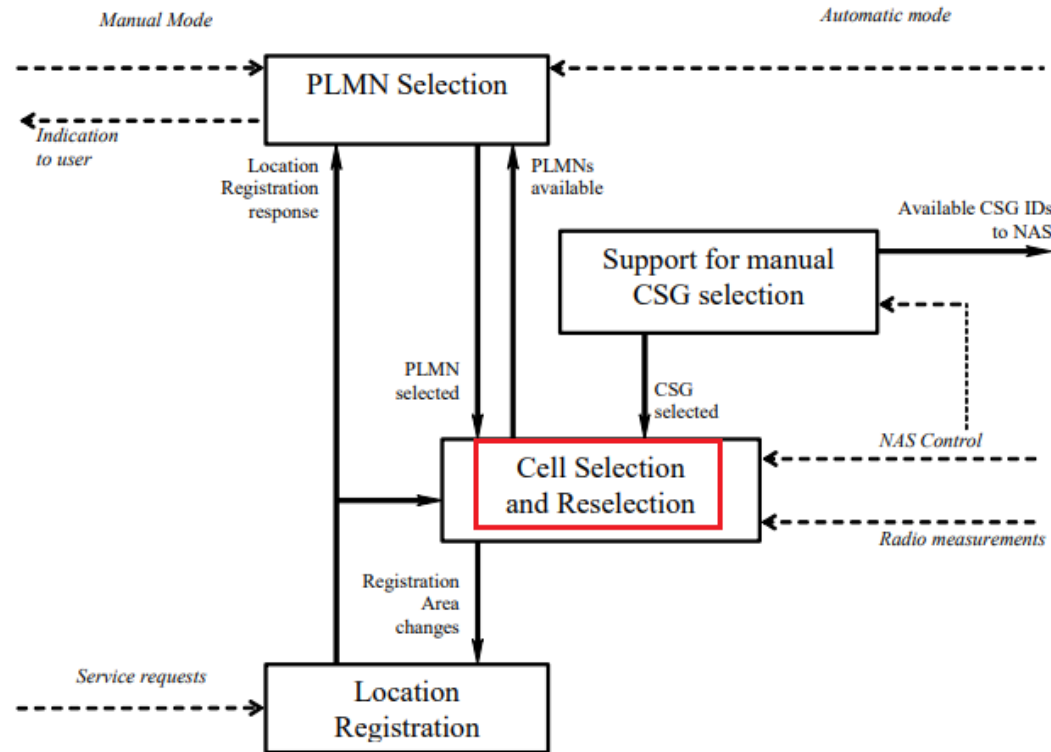 Manual Mode
Automatic mode
PLMN Selection
Indication
to user
Location
Registration
response
PLMNs
available
Available CSG IDs
to NAS
Support for manual
CSG selection
PLMN
selected
CSG
selected
NAS Control
Cell Selection
and Reselection
Radio measurements
Registration
Area
changes
Service requests
Location
Registration